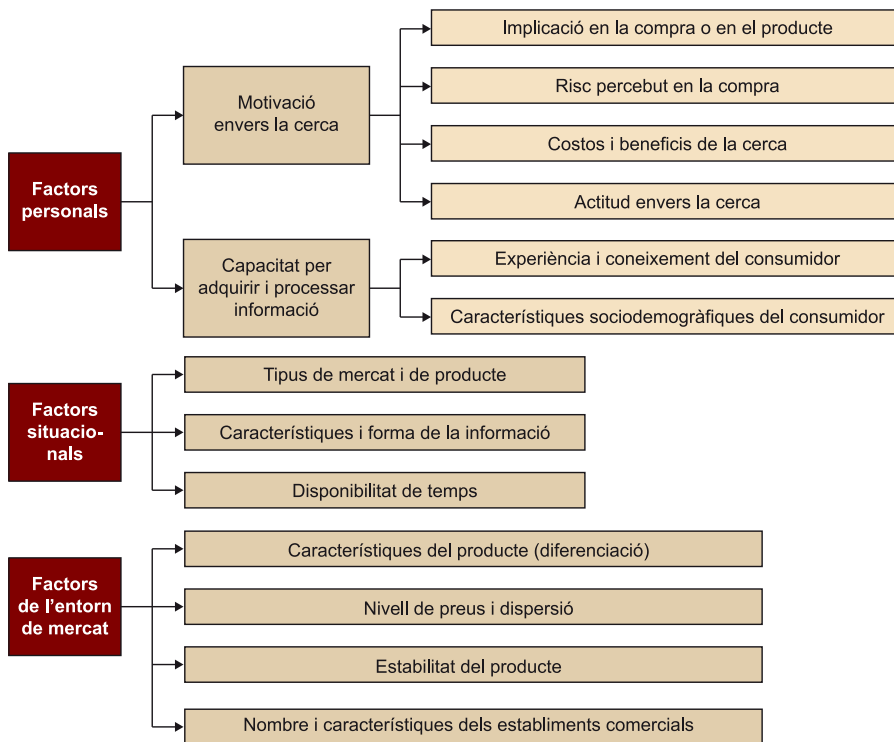 Factors
personals
Motivació
envers la cerca
Implicació en la compra o en el producte
Risc percebut en la compra
Costos i beneficis de la cerca
Actitud envers la cerca
Capacitat per
adquirir i processar
informació
Experiència i coneixement del consumidor
Característiques sociodemogràfiques del consumidor
Factors
situacio-
nals
Tipus de mercat i de producte
Característiques i forma de la informació
Disponibilitat de temps
Factors
de l'entorn
de mercat
Característiques del producte (diferenciació)
Nivell de preus i dispersió
Estabilitat del producte
Nombre i característiques dels establiments comercials